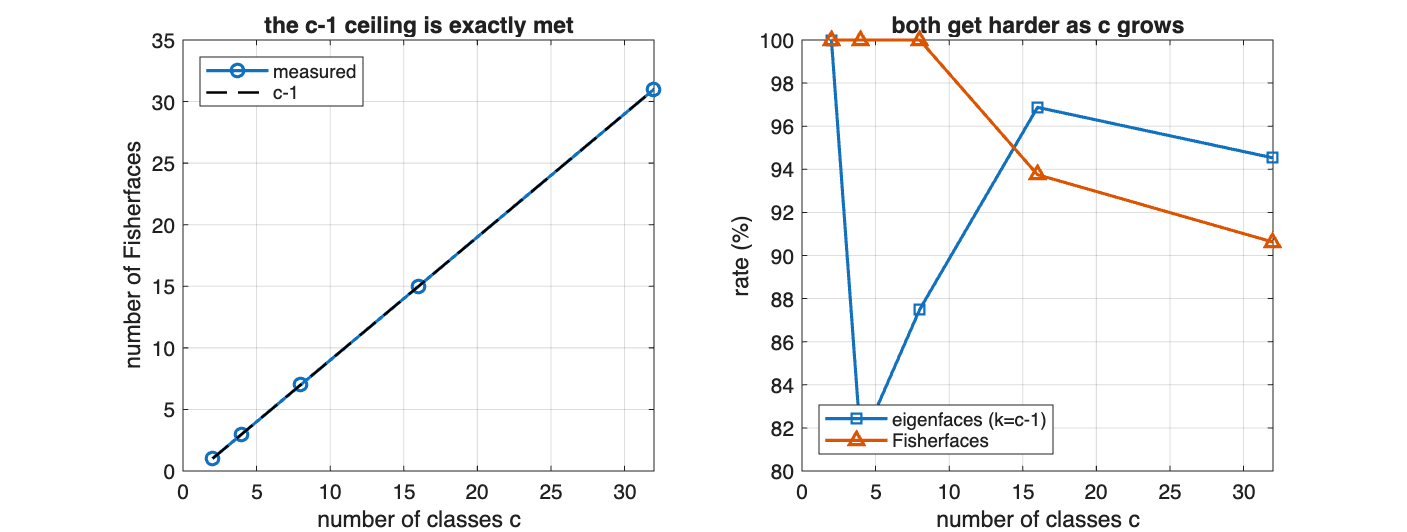 the c-1 ceiling is exactly met
35
30
25
20
15
10
5
0
number of Fisherfaces
measured
c-1
0 5 10 15 20 25 30
number of classes c
both get harder as c grows
100
98
96
94
92
90
88
86
84
82
80
rate (%)
eigenfaces (k=c-1)
Fisherfaces
0 5 10 15 20 25 30
number of classes c